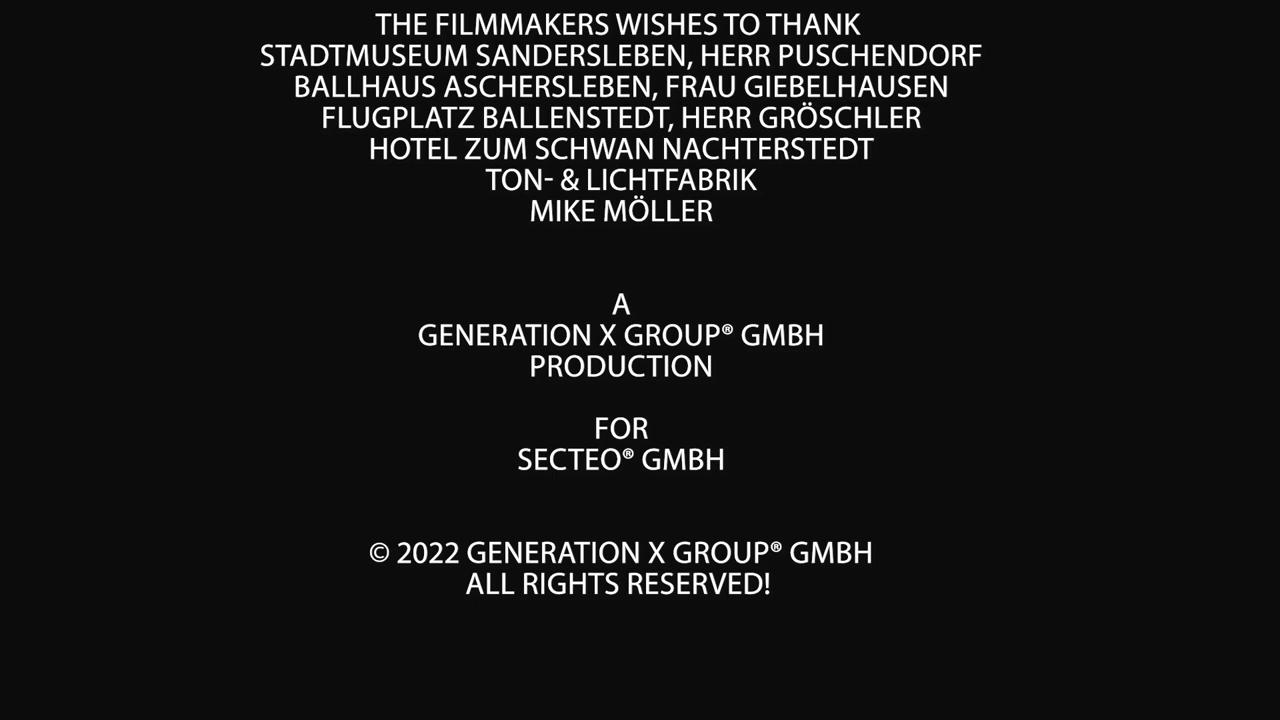 THE FILMMAKERS WISHES TO THANK
STADTMUSEUM SANDERSLEBEN, HERR PUSCHENDORF
BALLHAUS ASCHERSLEBEN, FRAU GIEBELHAUSEN
FLUGPLATZ BALLENSTEDT, HERR GRÖSCHLER
HOTEL ZUM SCHWAN NACHTERSTEDT
TON- & LICHTFABRIK
MIKE MÖLLER
A
GENERATION X GROUP® GMBH
PRODUCTION
FOR
SECTEO® GMBH
© 2022 GENERATION X GROUP® GMBH
ALL RIGHTS RESERVED!